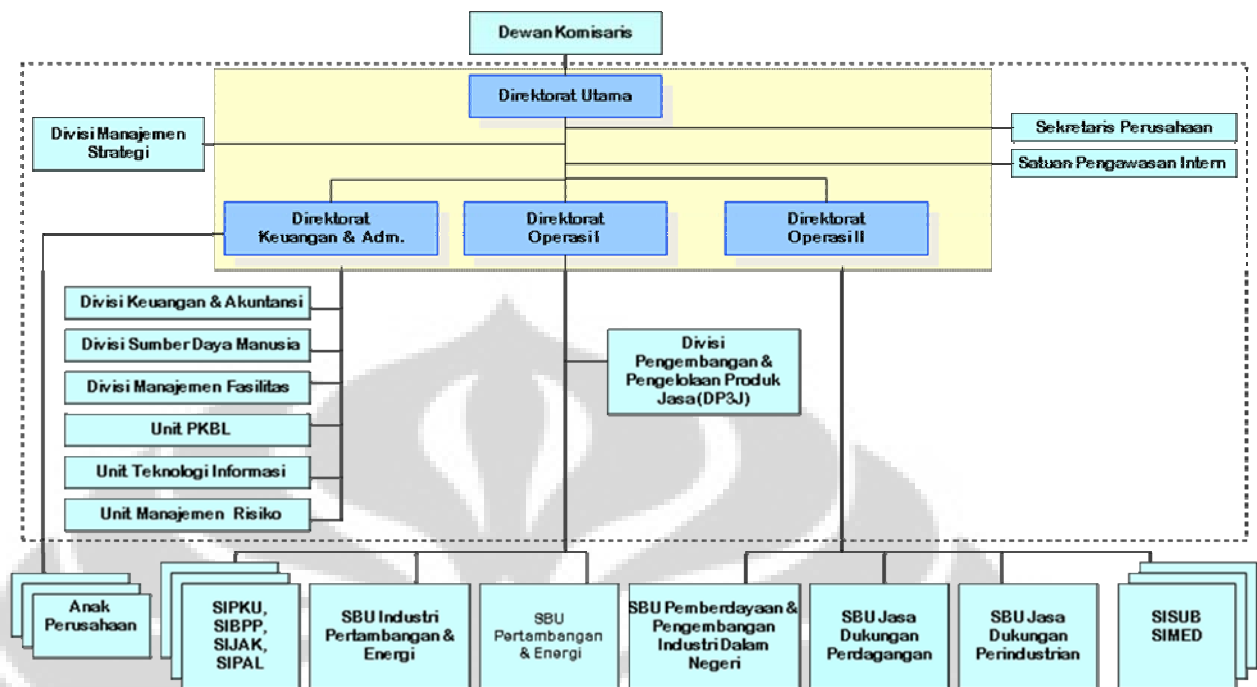 Dewan Komisaris
Direktorat Utama
Divisi Manajemen
Strategi
Sekretaris Perusahaan
Satuan Pengawasan Intern
Direktorat
Keuangan & Adm.
Direktorat
Operasi I
Direktorat
Operasi II
Divisi Keuangan & Akuntansi
Divisi Sumber Daya Manusia
Divisi Manajemen Fasilitas
Unit PKBL
Unit Teknologi Informasi
Unit Manajemen Risiko
Divisi
Pengembangan &
Pengelolaan Produk
Jasa (DP3J)
Anak
Perusahaan
SIPKU,
SIBPP,
SIJAK,
SIPAL
SBU Industri
Pertambangan &
Energi
SBU
Pertambangan
& Energi
SBU Pemberdayaan &
Pengembangan
Industri Dalam
Negeri
SBU Jasa
Dukungan
Perdagangan
SBU Jasa
Dukungan
Perindustrian
SISUB
SIMED